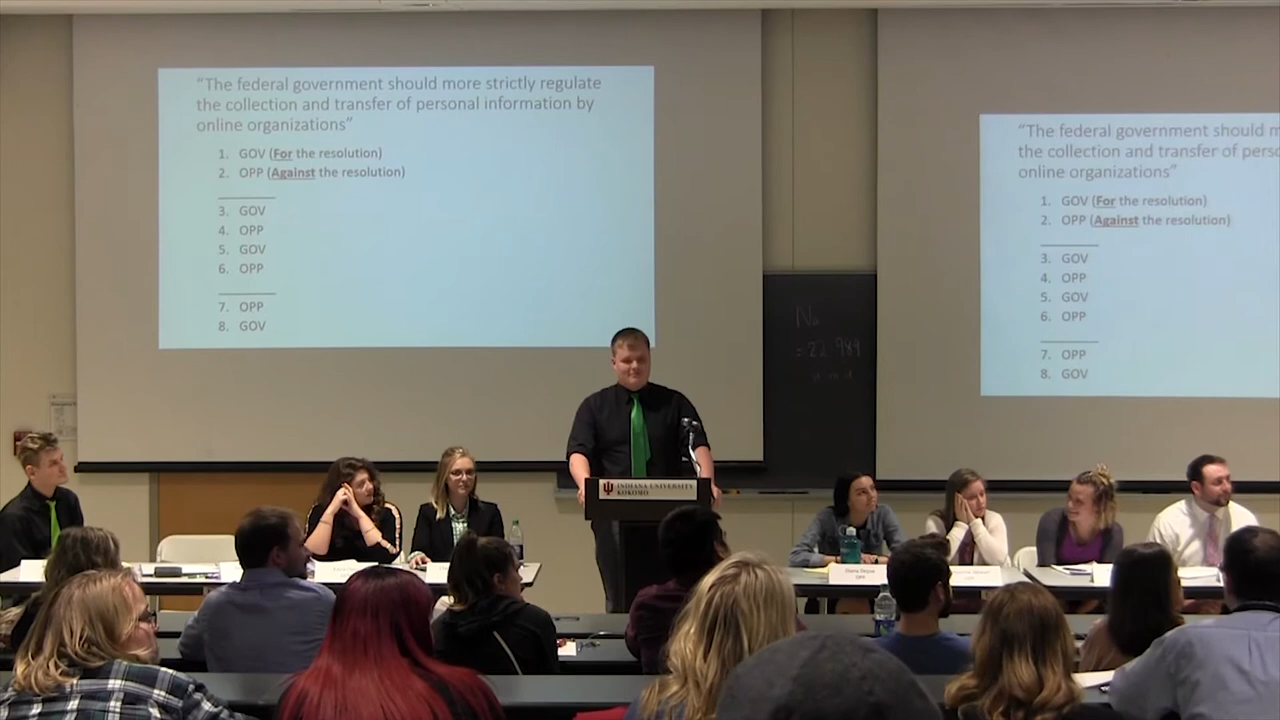 “The federal government should more strictly regulate
the collection and transfer of personal information by
online organizations”
1. GOV (For the resolution)
2. OPP (Against the resolution)
3. GOV
4. OPP
5. GOV
6. OPP
7. OPP
8. GOV
“The federal government should m
the collection and transfer of perso
online organizations”
1. GOV (For the resolution)
2. OPP (Against the resolution)
3. GOV
4. OPP
5. GOV
6. OPP
7. OPP
8. GOV
Na
=22.989
INDIANA UNIVERSITY
KOKOMO